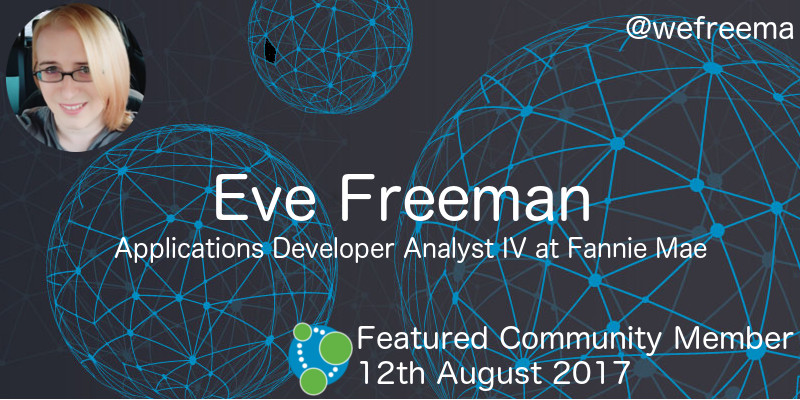 @wefreema
Eve Freeman
Applications Developer Analyst IV at Fannie Mae
Featured Community Member
12th August 2017